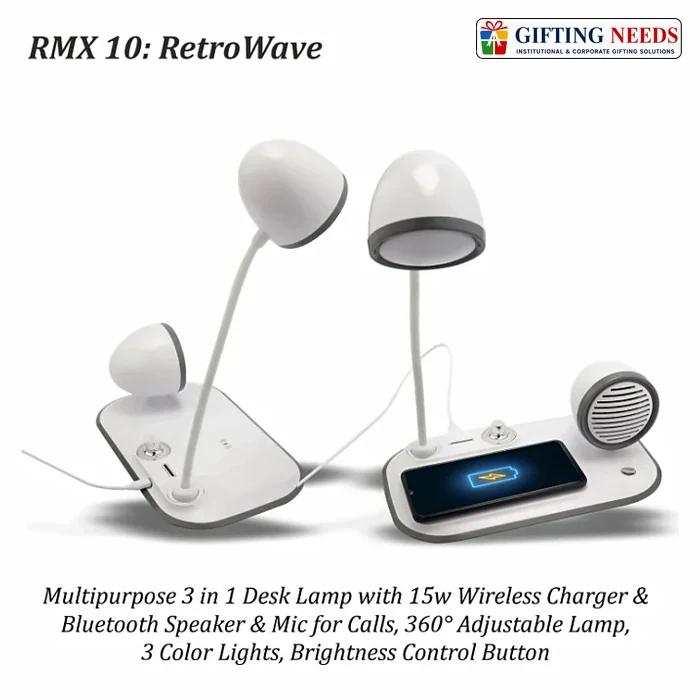 RMX 10: RetroWave
GIFTING NEEDS
INSTITUTIONAL & CORPORATE GIFTING SOLUTIONS
Multipurpose 3 in 1 Desk Lamp with 15w Wireless Charger &
Bluetooth Speaker & Mic for Calls, 360° Adjustable Lamp,
3 Color Lights, Brightness Control Button